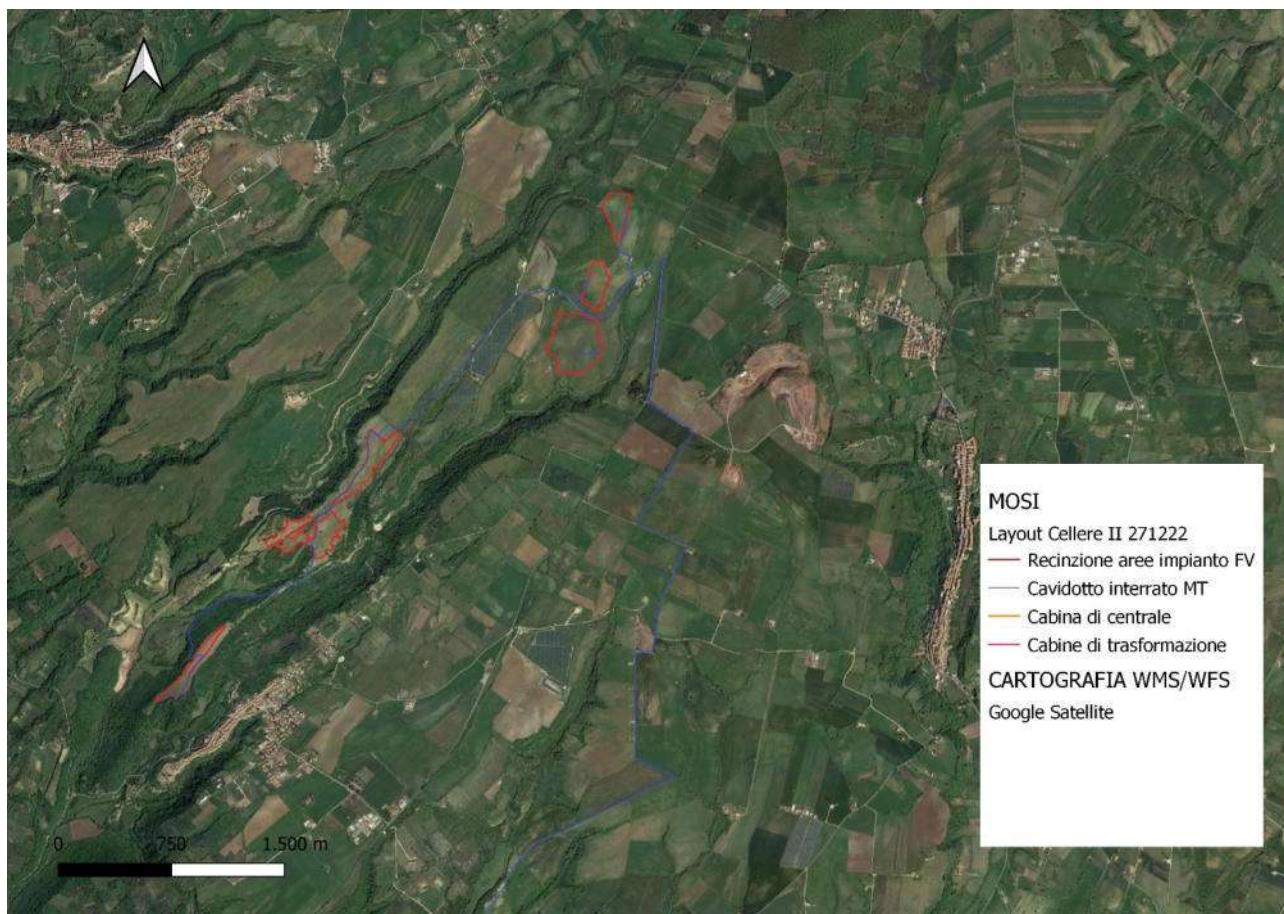 MOSI
Layout Cellere II 271222
Recinzione aree impianto FV
Cavidotto interrato MT
Cabina di centrale
Cabine di trasformazione
CARTOGRAFIA WMS/WFS
Google Satellite
0 750 1.500 m